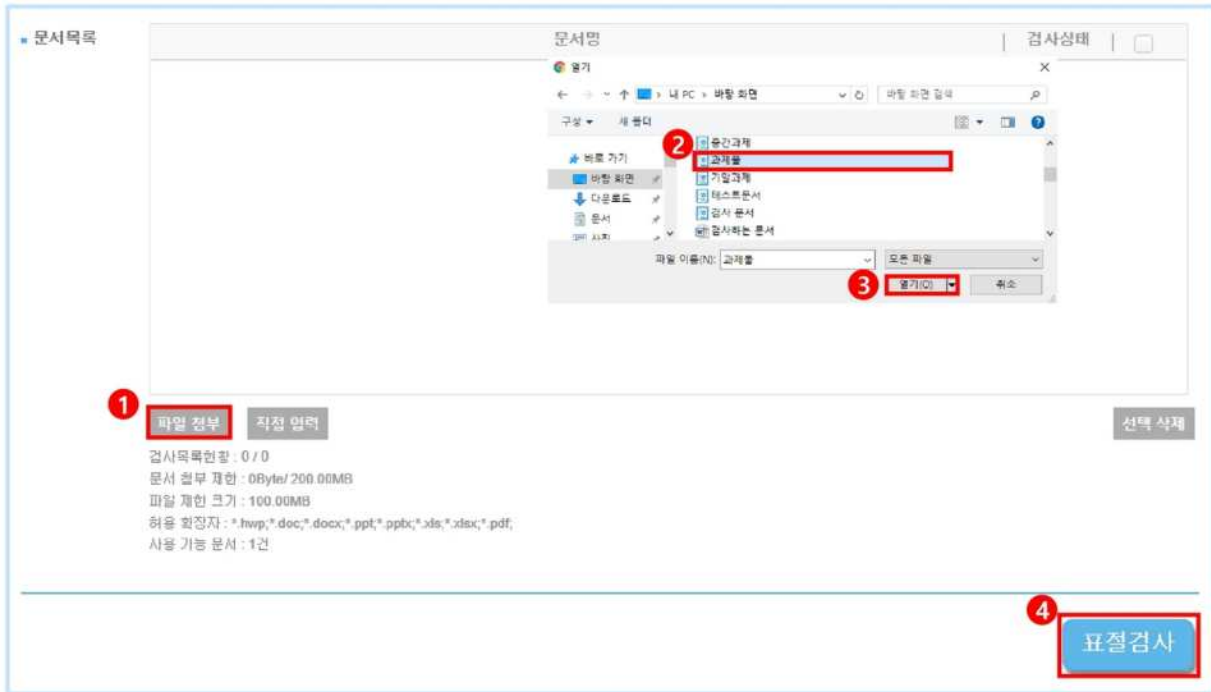 문서목록
문서명 | 검사상태 |
열기
내 PC > 바탕 화면
바탕 화면 검색
구성 새 폴더
바로 가기
바탕 화면
다운로드
문서
사진
중간과제
2 과제물
기말과제
테스트문서
검사 문서
검사하는 문서
파일 이름(N): 과제물 모든 파일
3 열기(O) 취소
1 파일 첨부 직접 입력 선택 삭제
검사목록현황 : 0 / 0
문서 첨부 제한 : 0Byte/ 200.00MB
파일 제한 크기 : 100.00MB
허용 확장자 : *.hwp;*.doc;*.docx;*.ppt;*.pptx;*.xls;*.xlsx;*.pdf;
사용 가능 문서 : 1건
4
표절검사